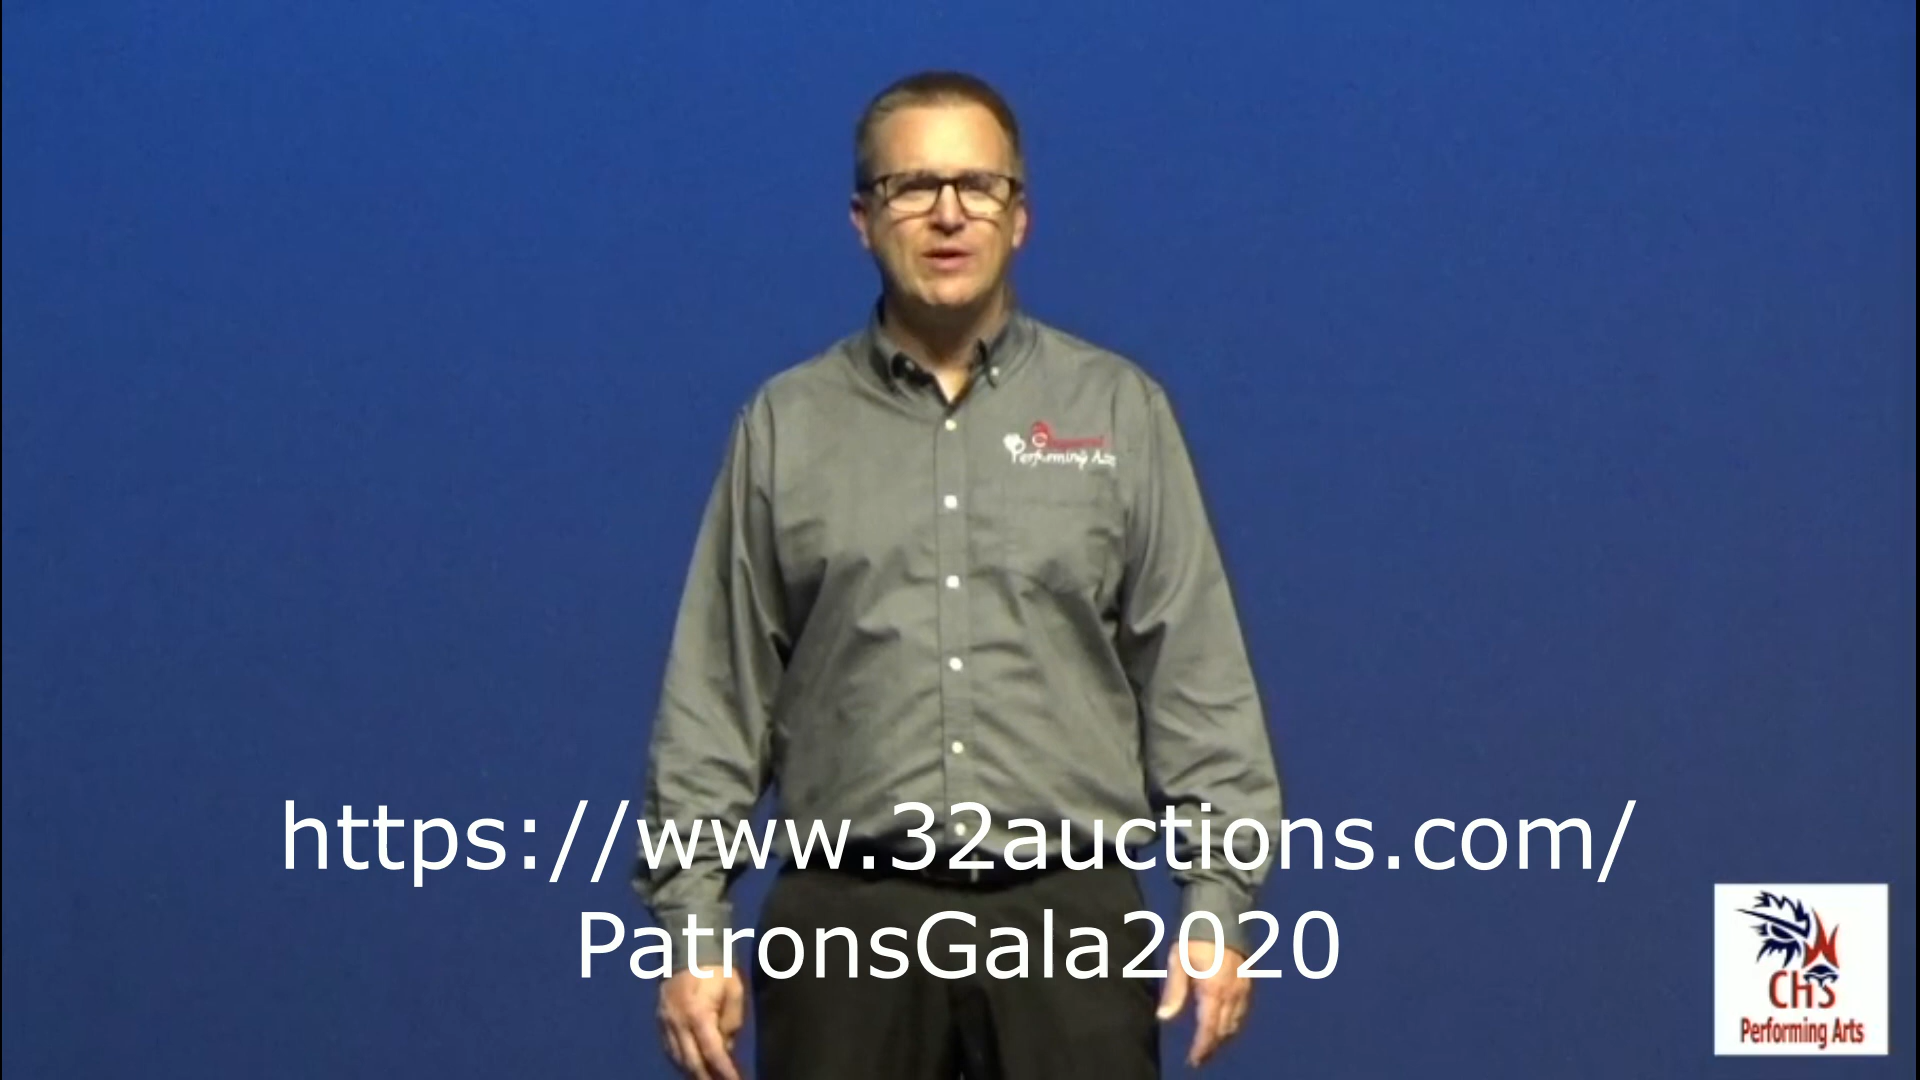 Performing Arts
https://www.32auctions.com/
PatronsGala2020
CHS
Performing Arts